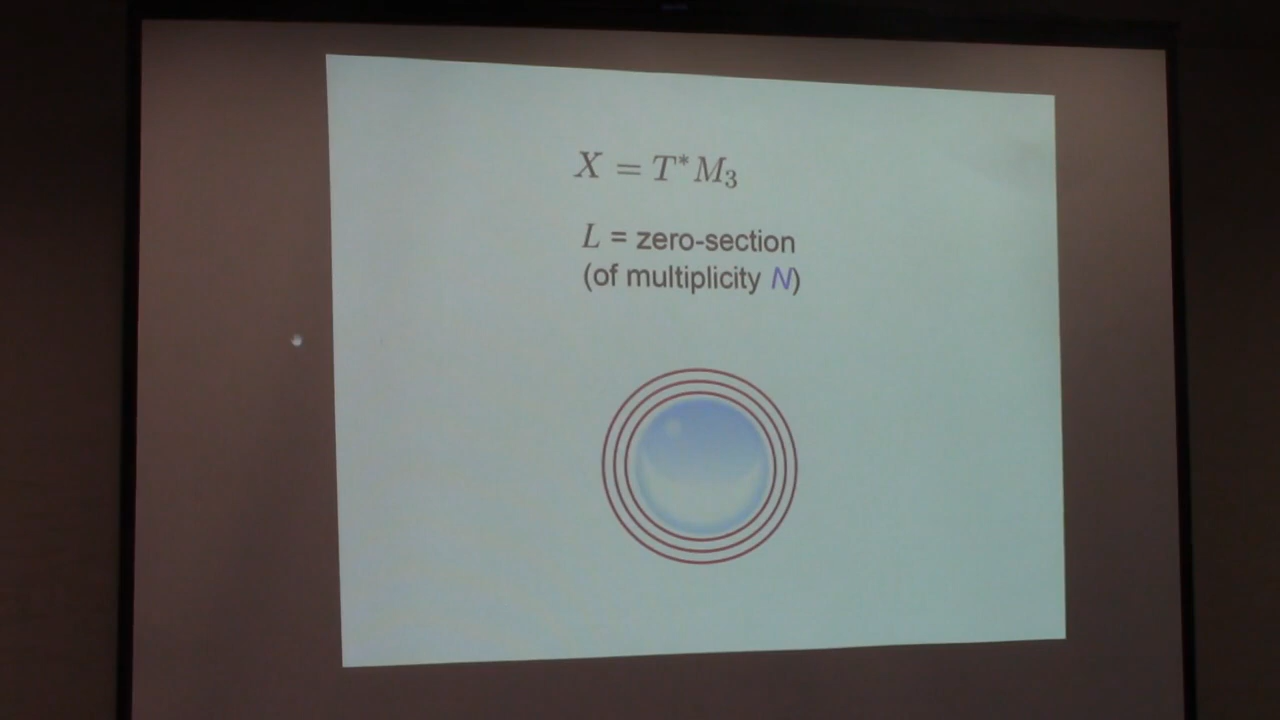 X = T*M₃
L = zero-section
(of multiplicity N)